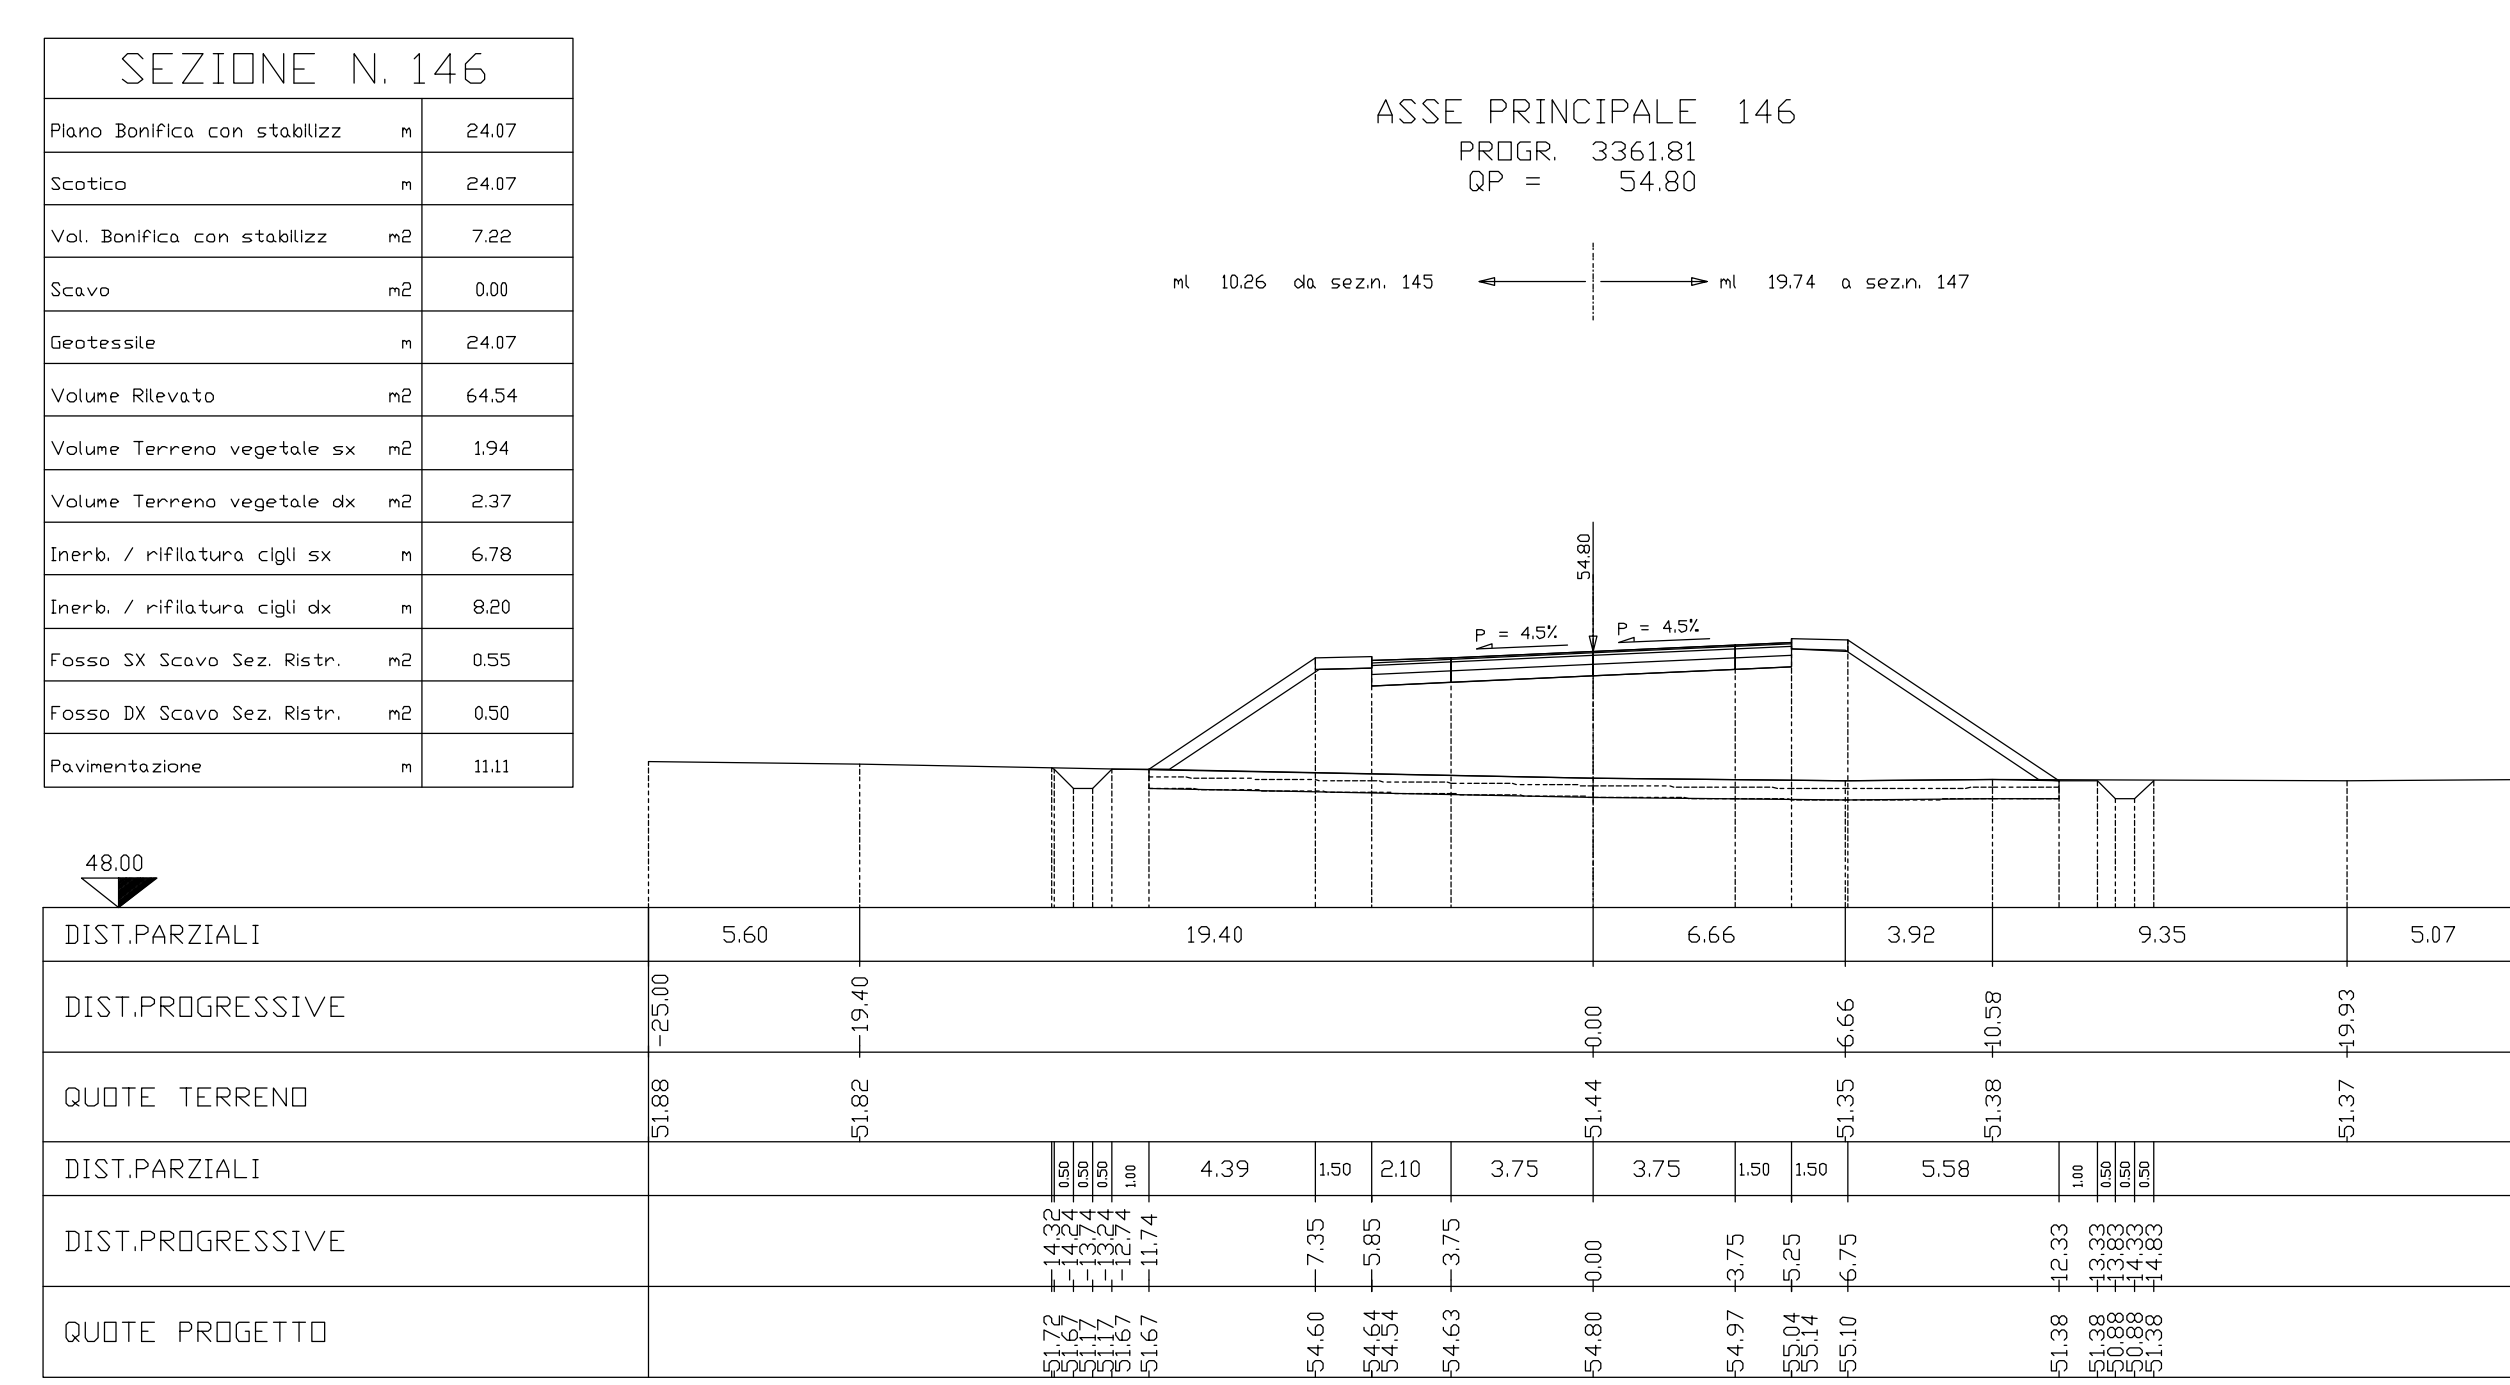 SEZIONE N. 146
Piano Bonifica con stabilizz m 24.07
Scotico m 24.07
Vol. Bonifica con stabilizz m2 7.22
Scavo m2 0.00
Geotessile m 24.07
Volume Rilevato m2 64.54
Volume Terreno vegetale sx m2 1.94
Volume Terreno vegetale dx m2 2.37
Inerb. / rifilatura cigli sx m 6.78
Inerb. / rifilatura cigli dx m 8.20
Fosso SX Scavo Sez. Ristr. m2 0.55
Fosso DX Scavo Sez. Ristr. m2 0.50
Pavimentazione m 11.11
ASSE PRINCIPALE 146
PROGR. 3361.81
QP = 54.80
ml 10.26 da sez.n. 145 ml 19.74 a sez.n. 147
54.80
P = 4.5% P = 4.5%
48.00
DIST.PARZIALI 5.60 19.40 6.66 3.92 9.35 5.07
DIST.PROGRESSIVE -25.00 -19.40 0.00 6.66 10.58 19.93
QUOTE TERRENO 51.88 51.82 51.44 51.35 51.38 51.37
DIST.PARZIALI 0.50 0.50 0.50 1.00 4.39 1.50 2.10 3.75 3.75 1.50 1.50 5.58 1.00 0.50 0.50 0.50
DIST.PROGRESSIVE -14.32 -14.24 -13.74 -13.24 -12.74 -11.74 -7.35 -5.85 -3.75 0.00 3.75 5.25 6.75 12.33 13.33 13.83 14.33 14.83
QUOTE PROGETTO 51.72 51.67 51.17 51.17 51.67 51.67 54.60 54.64 54.54 54.63 54.80 54.97 55.04 55.14 55.10 51.38 51.38 50.88 50.88 51.38